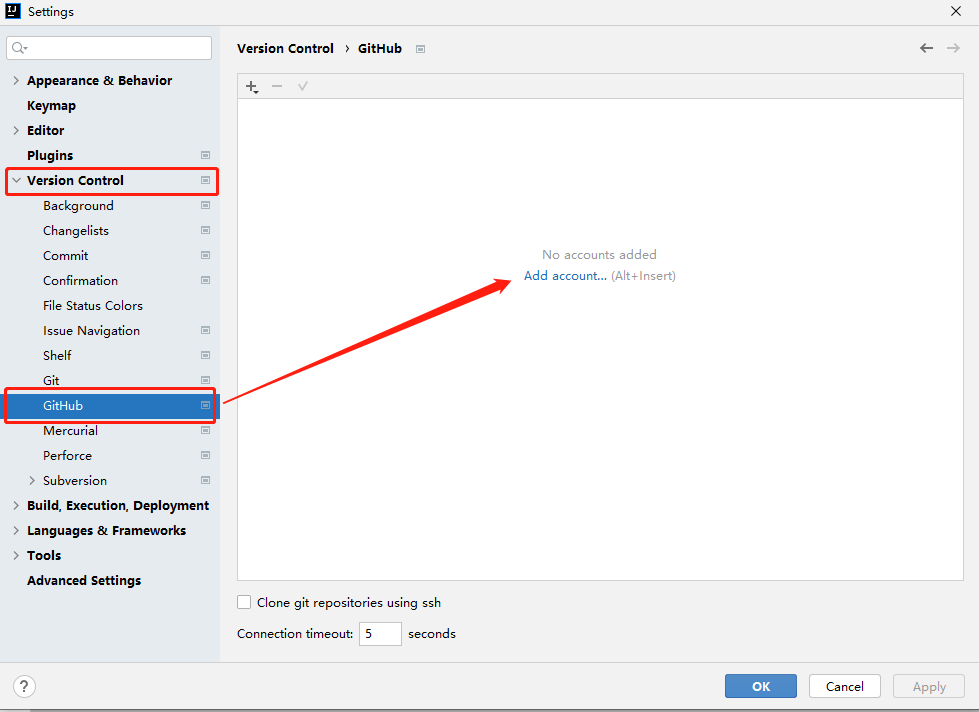 IJ
Settings
Version Control › GitHub
Appearance & Behavior
Keymap
Editor
Plugins
Version Control
Background
Changelists
Commit
Confirmation
File Status Colors
Issue Navigation
Shelf
Git
GitHub
Mercurial
Perforce
Subversion
Build, Execution, Deployment
Languages & Frameworks
Tools
Advanced Settings
No accounts added
Add account... (Alt+Insert)
Clone git repositories using ssh
Connection timeout: 5 seconds
?
OK
Cancel
Apply